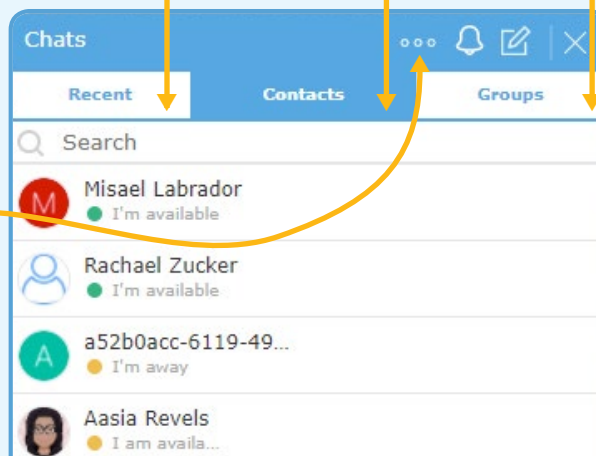 Chats
Recent Contacts Groups
Search
M Misael Labrador
I'm available
Rachael Zucker
I'm available
A a52b0acc-6119-49...
I'm away
Aasia Revels
I am availa...